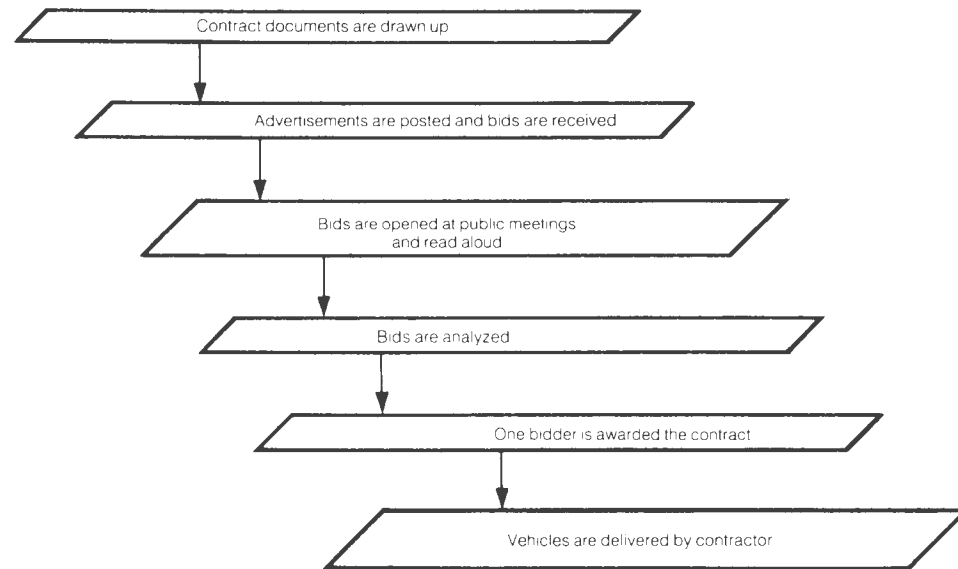 Contract documents are drawn up
Advertisements are posted and bids are received
Bids are opened at public meetings
and read aloud
Bids are analyzed
One bidder is awarded the contract
Vehicles are delivered by contractor